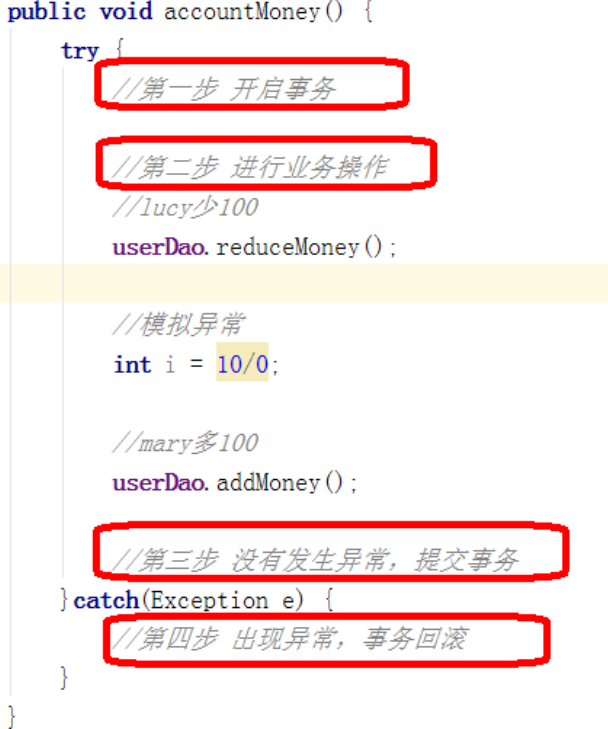 public void accountMoney() {
try {
//第一步 开启事务
//第二步 进行业务操作
//lucy少100
userDao.reduceMoney();
//模拟异常
int i = 10/0;
//mary多100
userDao.addMoney();
//第三步 没有发生异常，提交事务
}catch(Exception e) {
//第四步 出现异常，事务回滚
}
}